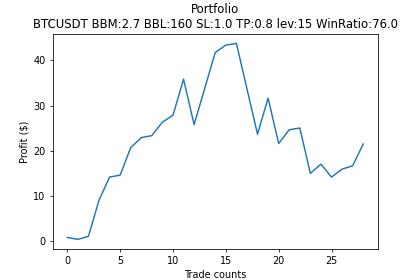 Portfolio
BTCUSDT BBM:2.7 BBL:160 SL:1.0 TP:0.8 lev:15 WinRatio:76.0
40
30
20
10
0
Profit ($)
0 5 10 15 20 25
Trade counts